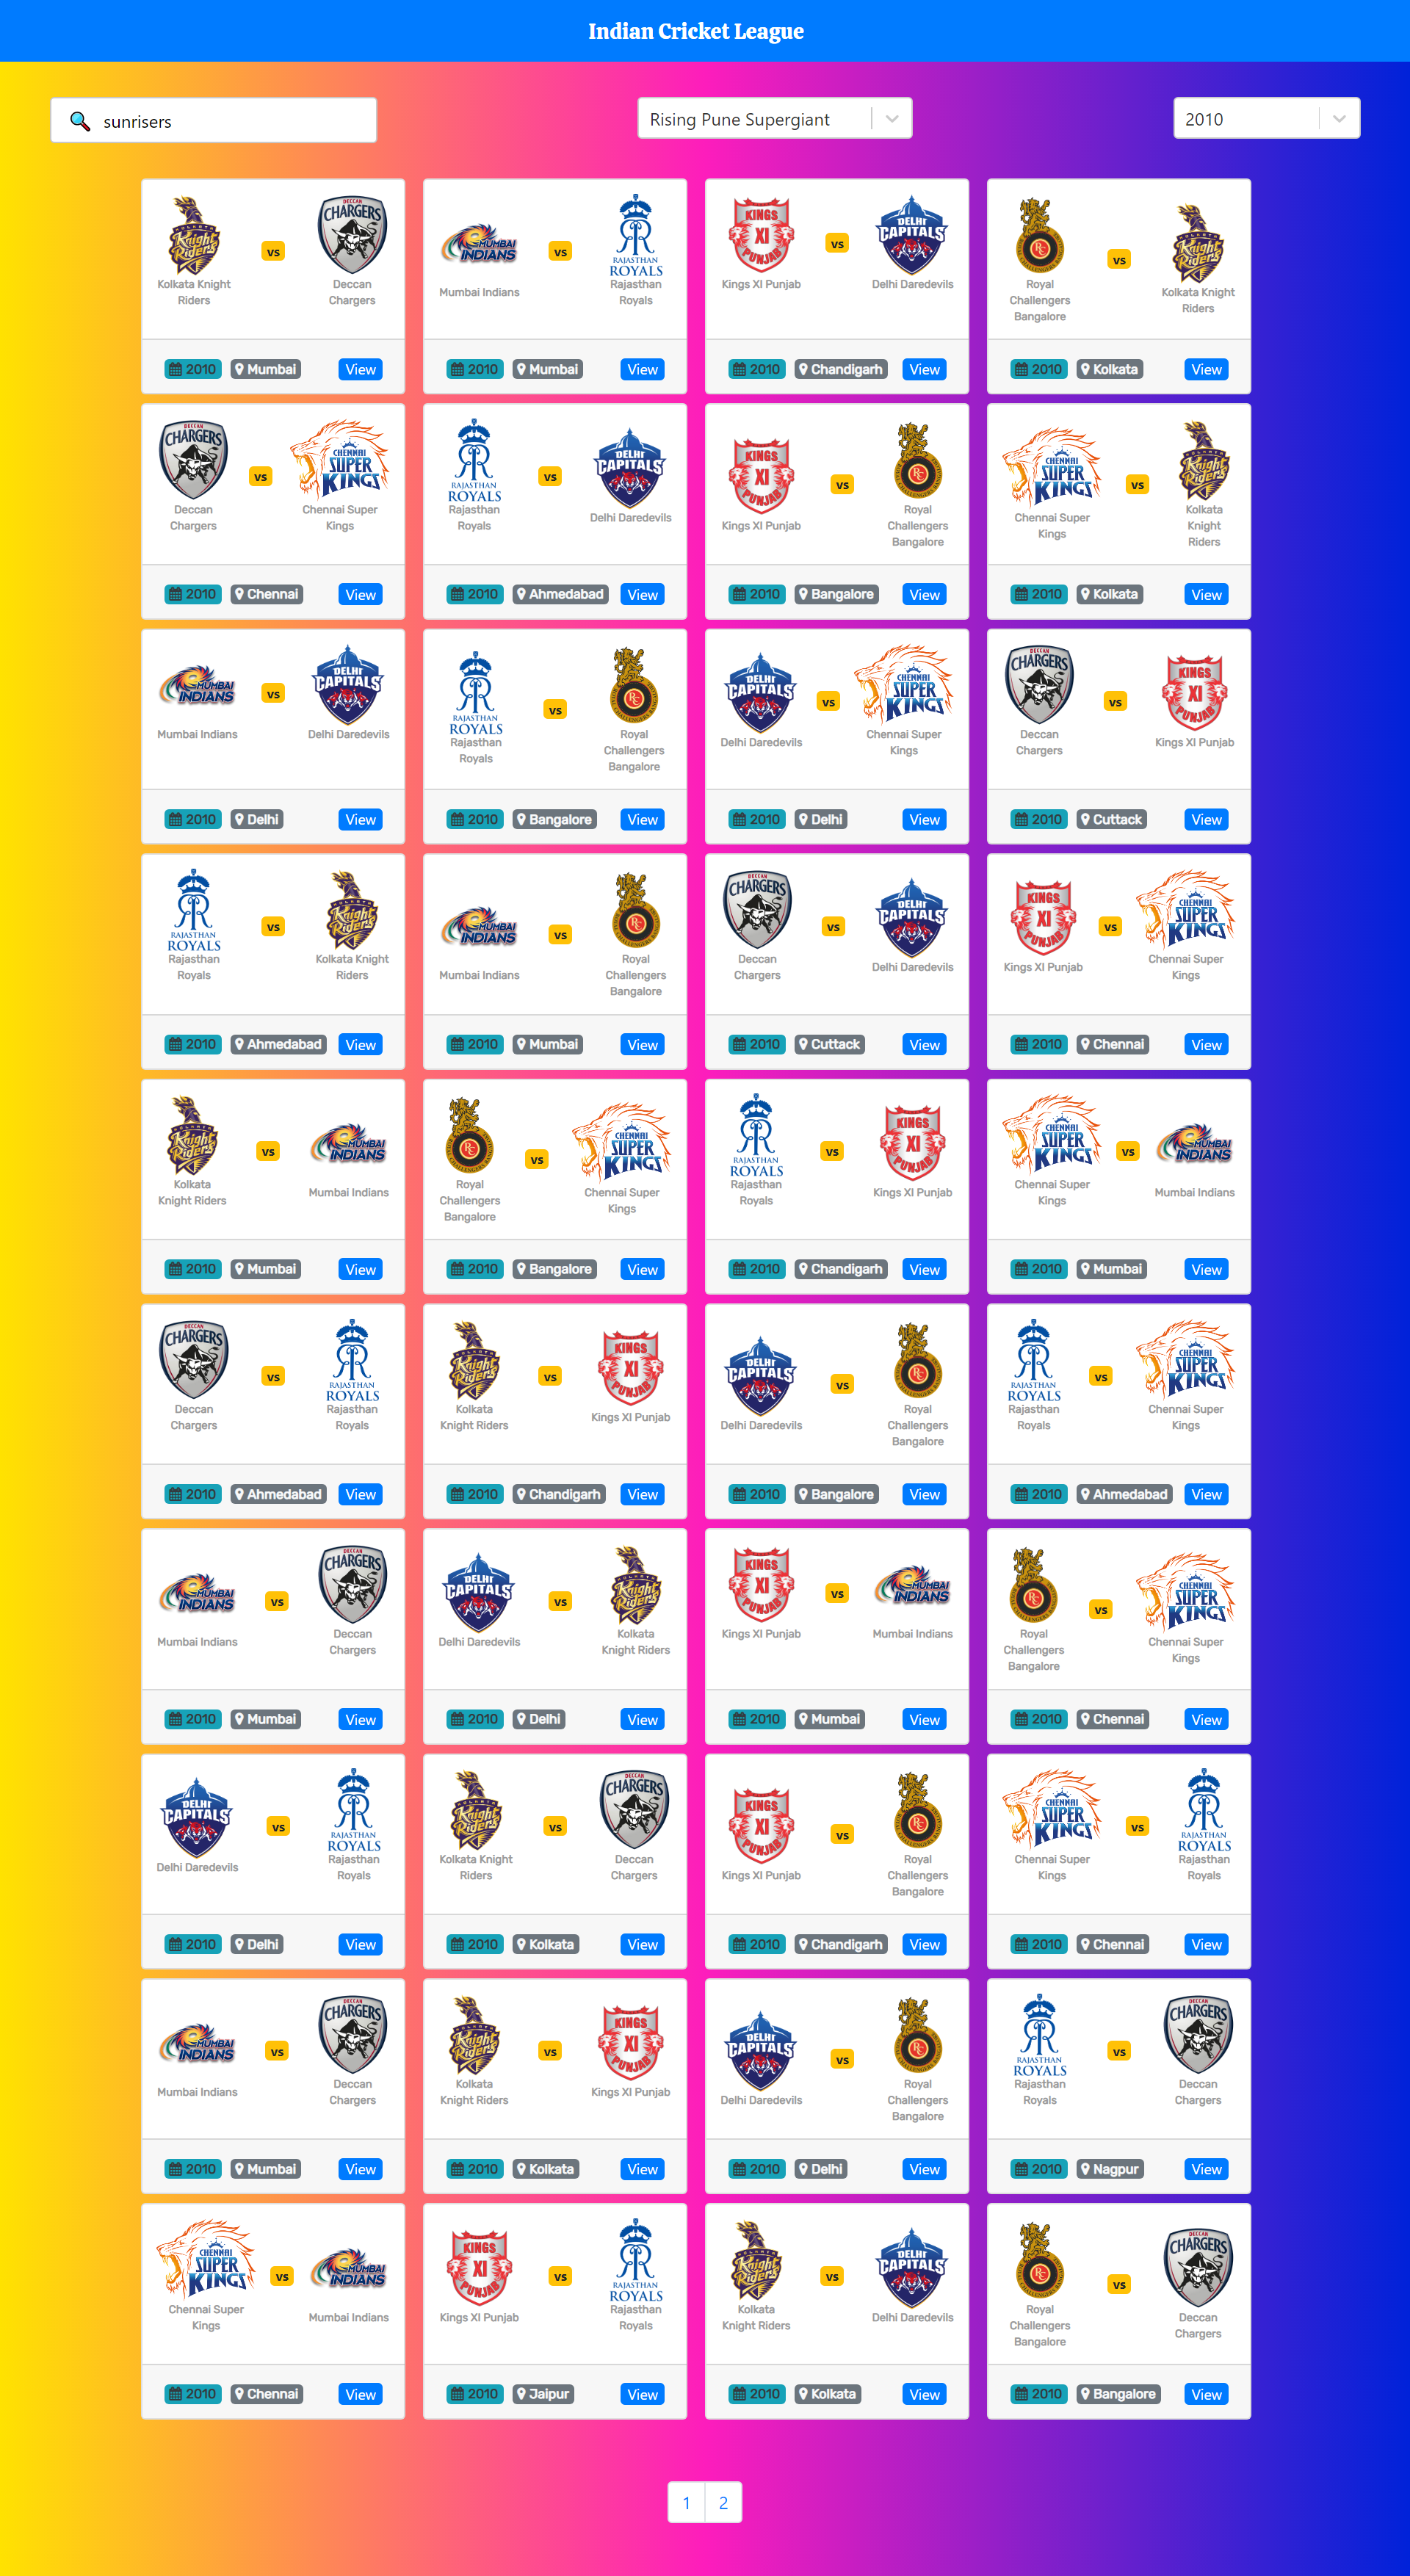 Indian Cricket League
sunrisers
Rising Pune Supergiant
2010
Kolkata Knight Riders vs Deccan Chargers
2010 Mumbai View
Mumbai Indians vs Rajasthan Royals
2010 Mumbai View
Kings XI Punjab vs Delhi Daredevils
2010 Chandigarh View
Royal Challengers Bangalore vs Kolkata Knight Riders
2010 Kolkata View
Deccan Chargers vs Chennai Super Kings
2010 Chennai View
Rajasthan Royals vs Delhi Daredevils
2010 Ahmedabad View
Kings XI Punjab vs Royal Challengers Bangalore
2010 Bangalore View
Chennai Super Kings vs Kolkata Knight Riders
2010 Kolkata View
Mumbai Indians vs Delhi Daredevils
2010 Delhi View
Rajasthan Royals vs Royal Challengers Bangalore
2010 Bangalore View
Delhi Daredevils vs Chennai Super Kings
2010 Delhi View
Deccan Chargers vs Kings XI Punjab
2010 Cuttack View
Rajasthan Royals vs Kolkata Knight Riders
2010 Ahmedabad View
Mumbai Indians vs Royal Challengers Bangalore
2010 Mumbai View
Deccan Chargers vs Delhi Daredevils
2010 Cuttack View
Kings XI Punjab vs Chennai Super Kings
2010 Chennai View
Kolkata Knight Riders vs Mumbai Indians
2010 Mumbai View
Royal Challengers Bangalore vs Chennai Super Kings
2010 Bangalore View
Rajasthan Royals vs Kings XI Punjab
2010 Chandigarh View
Chennai Super Kings vs Mumbai Indians
2010 Mumbai View
Deccan Chargers vs Rajasthan Royals
2010 Ahmedabad View
Kolkata Knight Riders vs Kings XI Punjab
2010 Chandigarh View
Delhi Daredevils vs Royal Challengers Bangalore
2010 Bangalore View
Rajasthan Royals vs Chennai Super Kings
2010 Ahmedabad View
Mumbai Indians vs Deccan Chargers
2010 Mumbai View
Delhi Daredevils vs Kolkata Knight Riders
2010 Delhi View
Kings XI Punjab vs Mumbai Indians
2010 Mumbai View
Royal Challengers Bangalore vs Chennai Super Kings
2010 Chennai View
Delhi Daredevils vs Rajasthan Royals
2010 Delhi View
Kolkata Knight Riders vs Deccan Chargers
2010 Kolkata View
Kings XI Punjab vs Royal Challengers Bangalore
2010 Chandigarh View
Chennai Super Kings vs Rajasthan Royals
2010 Chennai View
Mumbai Indians vs Deccan Chargers
2010 Mumbai View
Kolkata Knight Riders vs Kings XI Punjab
2010 Kolkata View
Delhi Daredevils vs Royal Challengers Bangalore
2010 Delhi View
Rajasthan Royals vs Deccan Chargers
2010 Nagpur View
Chennai Super Kings vs Mumbai Indians
2010 Chennai View
Kings XI Punjab vs Rajasthan Royals
2010 Jaipur View
Kolkata Knight Riders vs Delhi Daredevils
2010 Kolkata View
Royal Challengers Bangalore vs Deccan Chargers
2010 Bangalore View
1 2